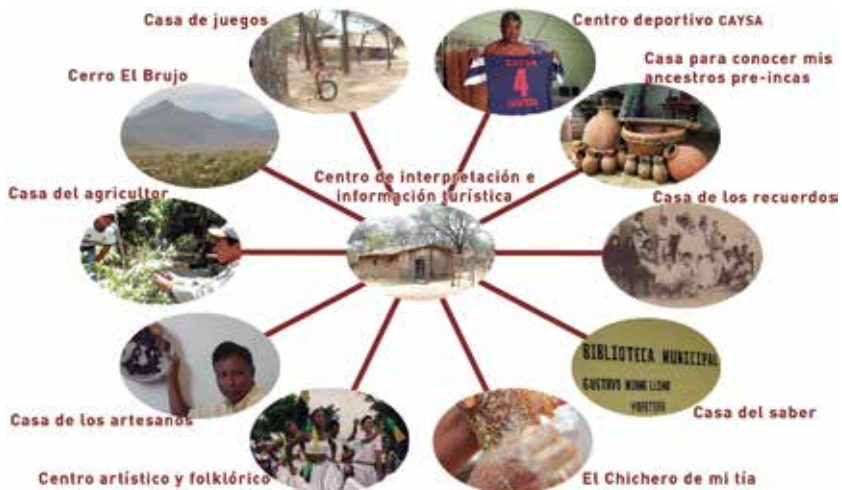 Casa de juegos
Centro deportivo CAYSA
CAYSA
4
Cerro El Brujo
Casa para conocer mis
ancestros pre-incas
Centro de interpretación e
información turística
Casa del agricultor
Casa de los recuerdos
BIBLIOTECA MUNICIPAL
GUSTAVO
Casa de los artesanos
Casa del saber
Centro artístico y folklórico
El Chichero de mi tía